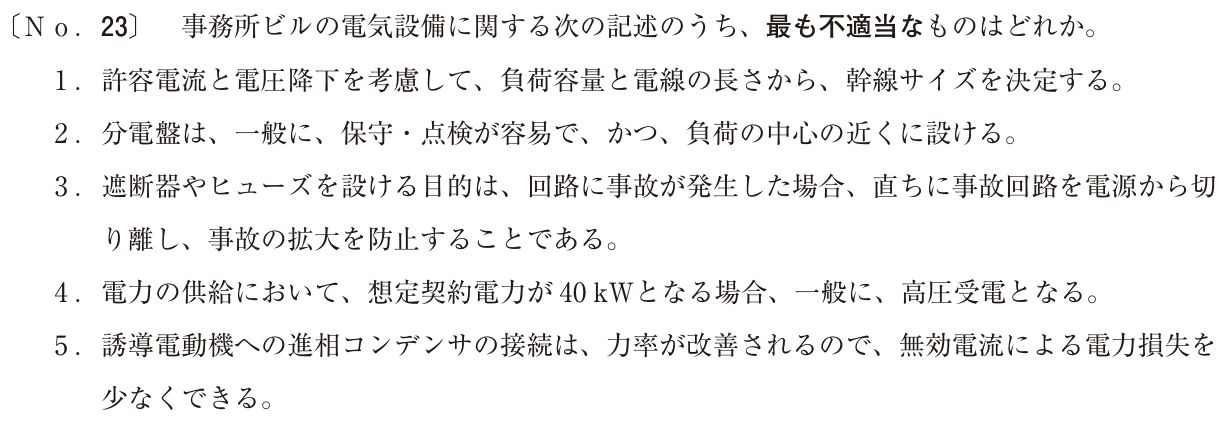 〔Ｎｏ．23〕　事務所ビルの電気設備に関する次の記述のうち、最も不適当なものはどれか。
１．許容電流と電圧降下を考慮して、負荷容量と電線の長さから、幹線サイズを決定する。
２．分電盤は、一般に、保守・点検が容易で、かつ、負荷の中心の近くに設ける。
３．遮断器やヒューズを設ける目的は、回路に事故が発生した場合、直ちに事故回路を電源から切
り離し、事故の拡大を防止することである。
４．電力の供給において、想定契約電力が 40 kWとなる場合、一般に、高圧受電となる。
５．誘導電動機への進相コンデンサの接続は、力率が改善されるので、無効電流による電力損失を
少なくできる。